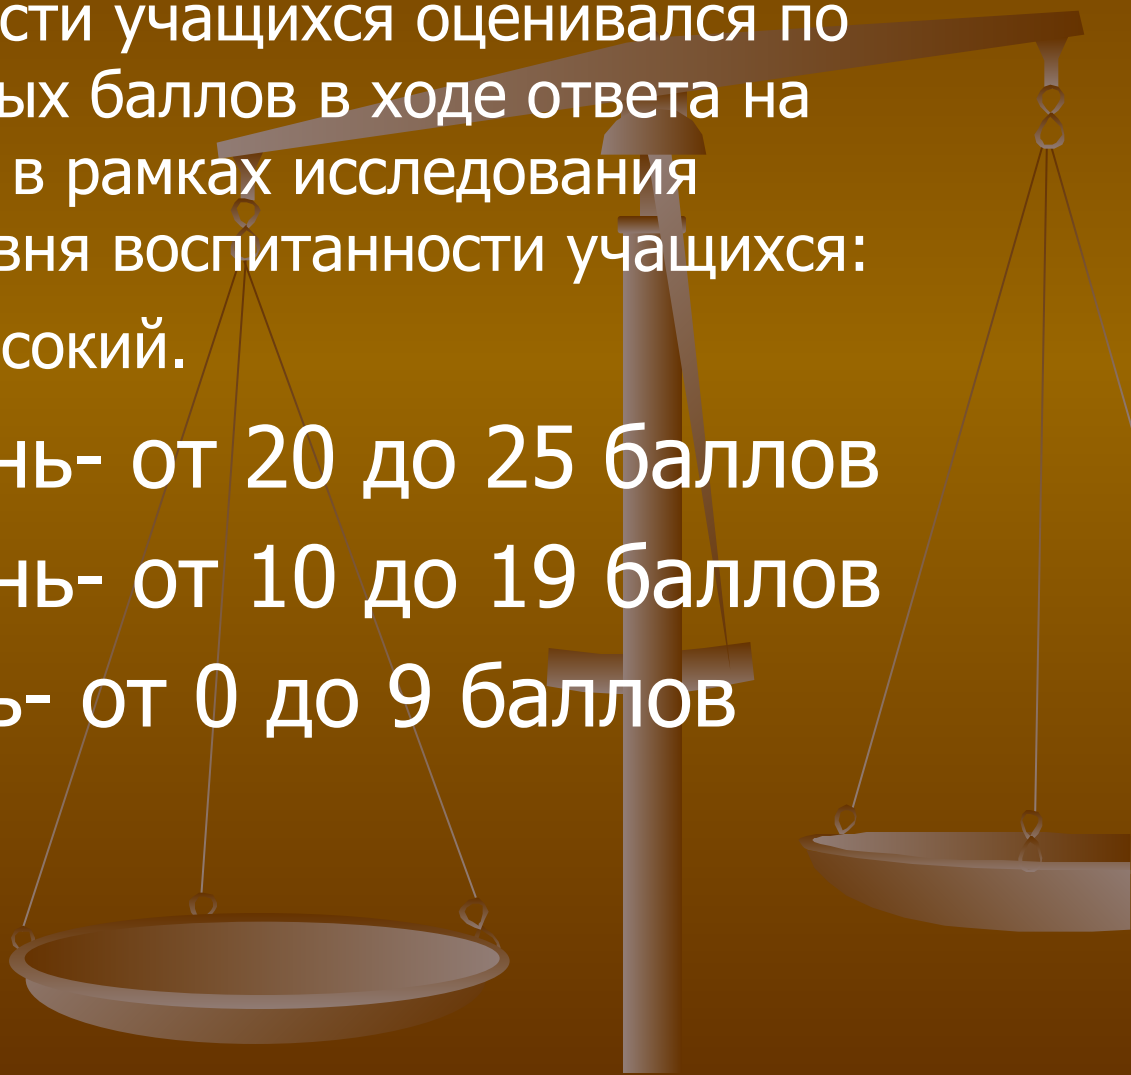 сти учащихся оценивался по
ых баллов в ходе ответа на
в рамках исследования
вня воспитанности учащихся:
сокий.
нь- от 20 до 25 баллов
нь- от 10 до 19 баллов
ь- от 0 до 9 баллов